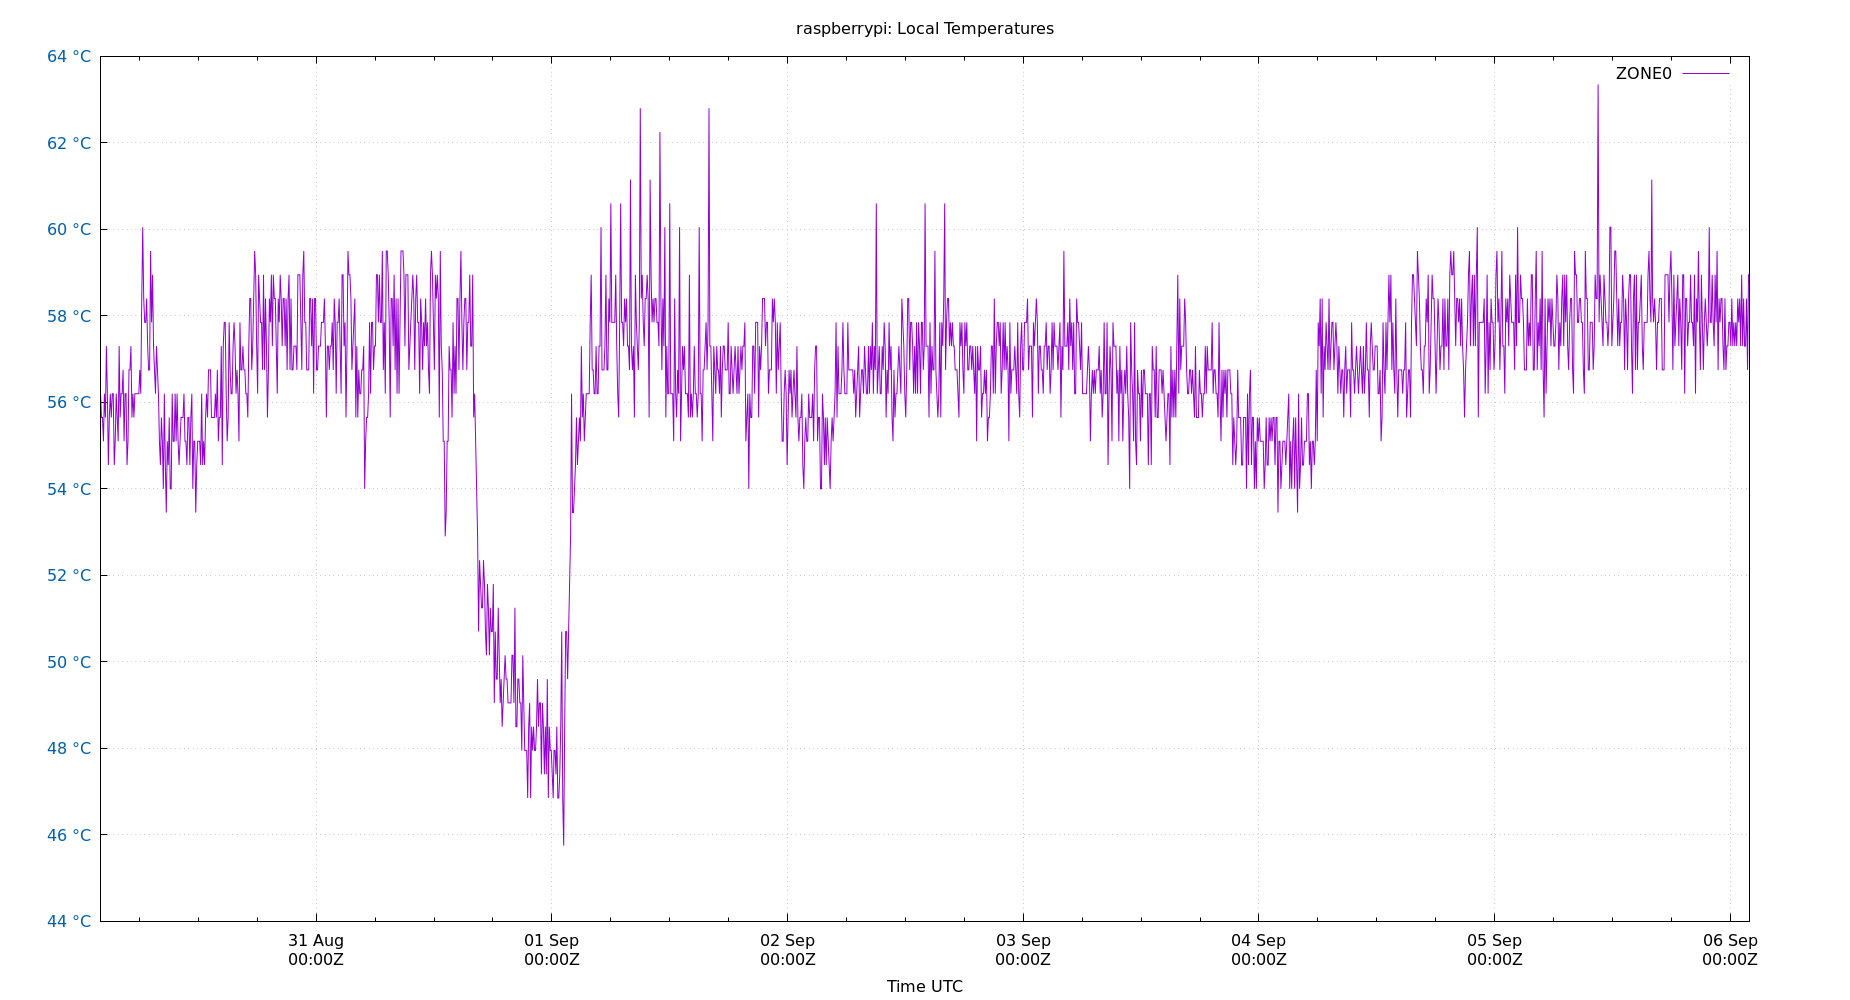 raspberrypi: Local Temperatures
64 °C
ZONE0
62 °C
60 °C
58 °C
56 °C
54 °C
52 °C
50 °C
48 °C
46 °C
44 °C
31 Aug 01 Sep 02 Sep 03 Sep 04 Sep 05 Sep 06 Sep
00:00Z 00:00Z 00:00Z 00:00Z 00:00Z 00:00Z 00:00Z
Time UTC